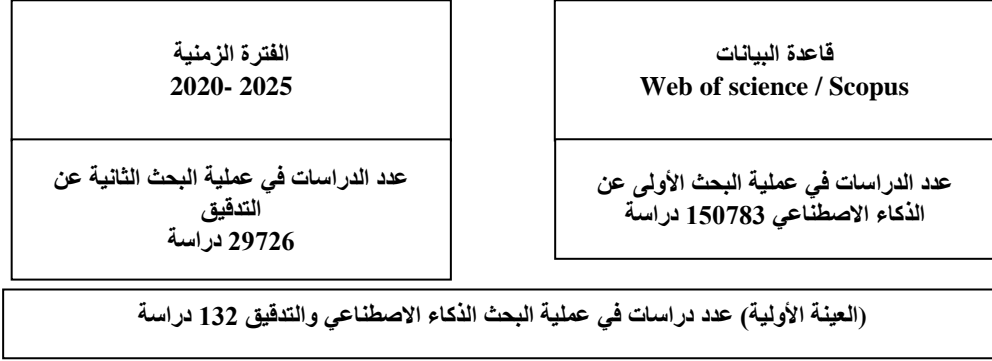 قاعدة البيانات
Web of science / Scopus
الفترة الزمنية
2020- 2025
عدد الدراسات في عملية البحث الأولى عن
الذكاء الاصطناعي 150783 دراسة
عدد الدراسات في عملية البحث الثانية عن
التدقيق
29726 دراسة
(العينة الأولية) عدد دراسات في عملية البحث الذكاء الاصطناعي والتدقيق 132 دراسة